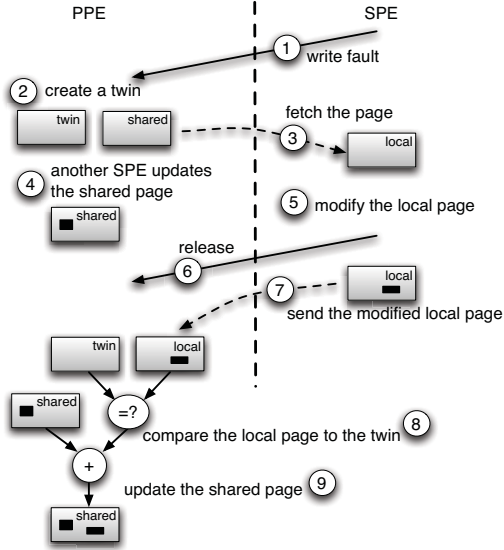 PPE
SPE
1
write fault
2 create a twin
twin
shared
fetch the page
3
local
4 another SPE updates
the shared page
shared
5 modify the local page
release
6
7
local
send the modified local page
twin
local
shared
=?
compare the local page to the twin 8
+
update the shared page 9
shared